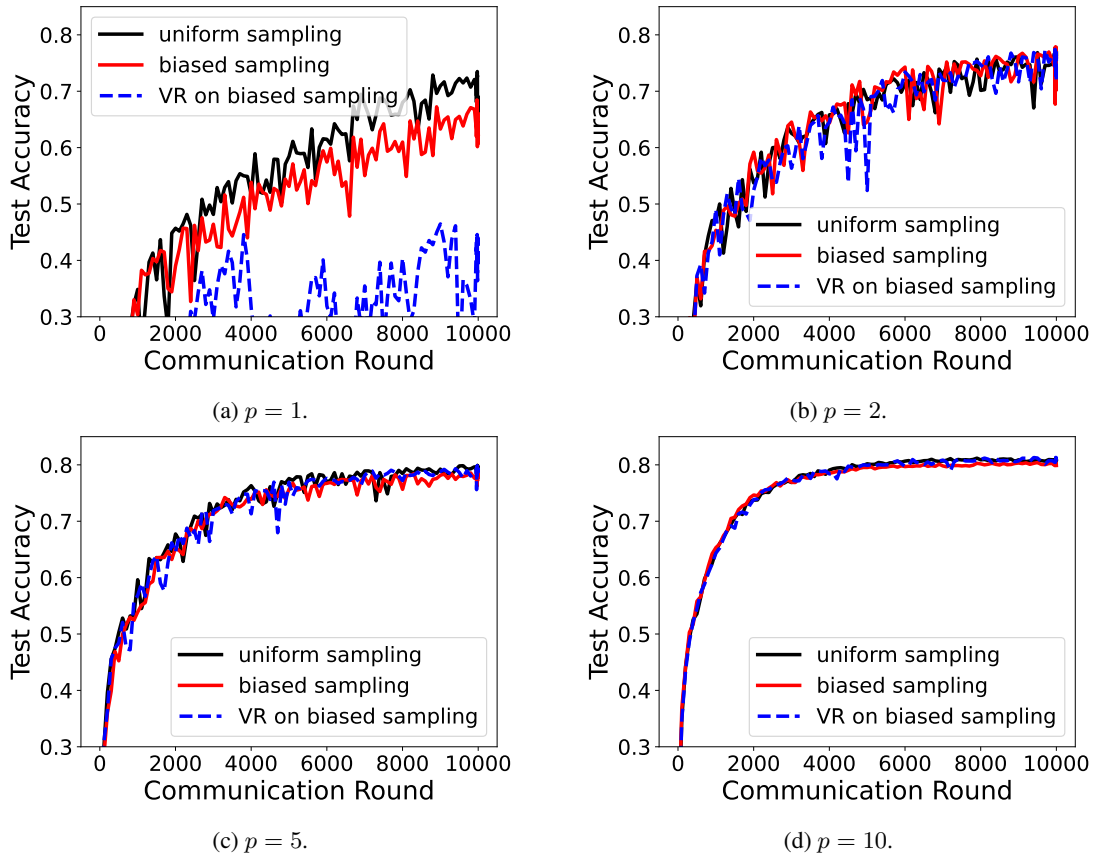 0.8
0.7
0.6
0.5
0.4
0.3
Test Accuracy
uniform sampling
biased sampling
VR on biased sampling
0 2000 4000 6000 8000 10000
Communication Round
(a) p = 1.
0.8
0.7
0.6
0.5
0.4
0.3
Test Accuracy
uniform sampling
biased sampling
VR on biased sampling
0 2000 4000 6000 8000 10000
Communication Round
(b) p = 2.
0.8
0.7
0.6
0.5
0.4
0.3
Test Accuracy
uniform sampling
biased sampling
VR on biased sampling
0 2000 4000 6000 8000 10000
Communication Round
(c) p = 5.
0.8
0.7
0.6
0.5
0.4
0.3
Test Accuracy
uniform sampling
biased sampling
VR on biased sampling
0 2000 4000 6000 8000 10000
Communication Round
(d) p = 10.